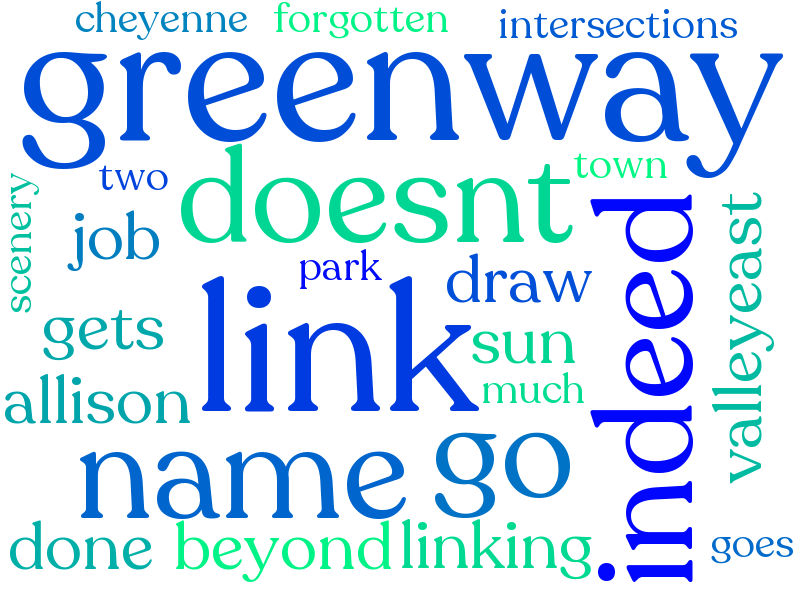 cheyenne forgotten intersections
greenway
two doesnt town
scenery job
park draw
indeed
valleyeast
gets link sun
allison much
name go
done beyond linking goes